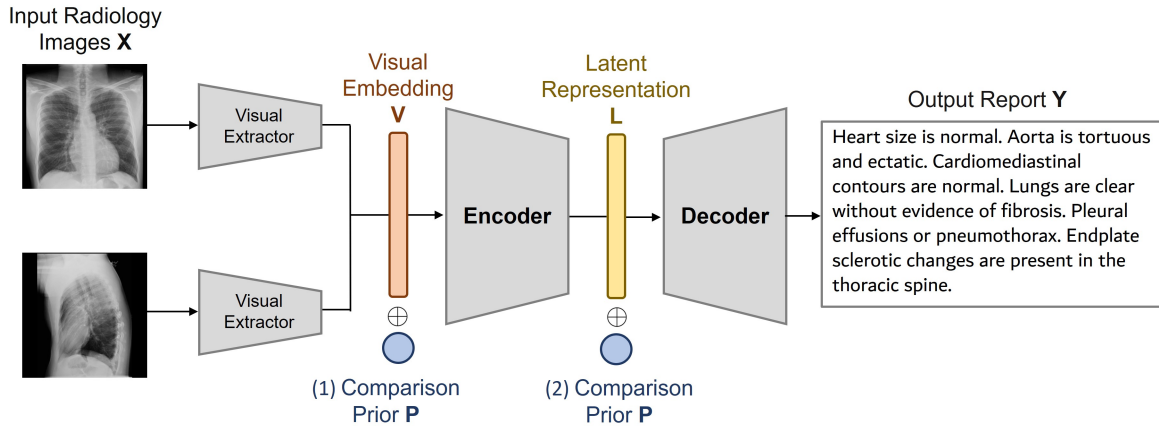 Input Radiology
Images X
Visual
Extractor
Visual
Extractor
Visual
Embedding
V
(1) Comparison
Prior P
Encoder
Latent
Representation
L
(2) Comparison
Prior P
Decoder
Output Report Y
Heart size is normal. Aorta is tortuous
and ectatic. Cardiomediastinal
contours are normal. Lungs are clear
without evidence of fibrosis. Pleural
effusions or pneumothorax. Endplate
sclerotic changes are present in the
thoracic spine.